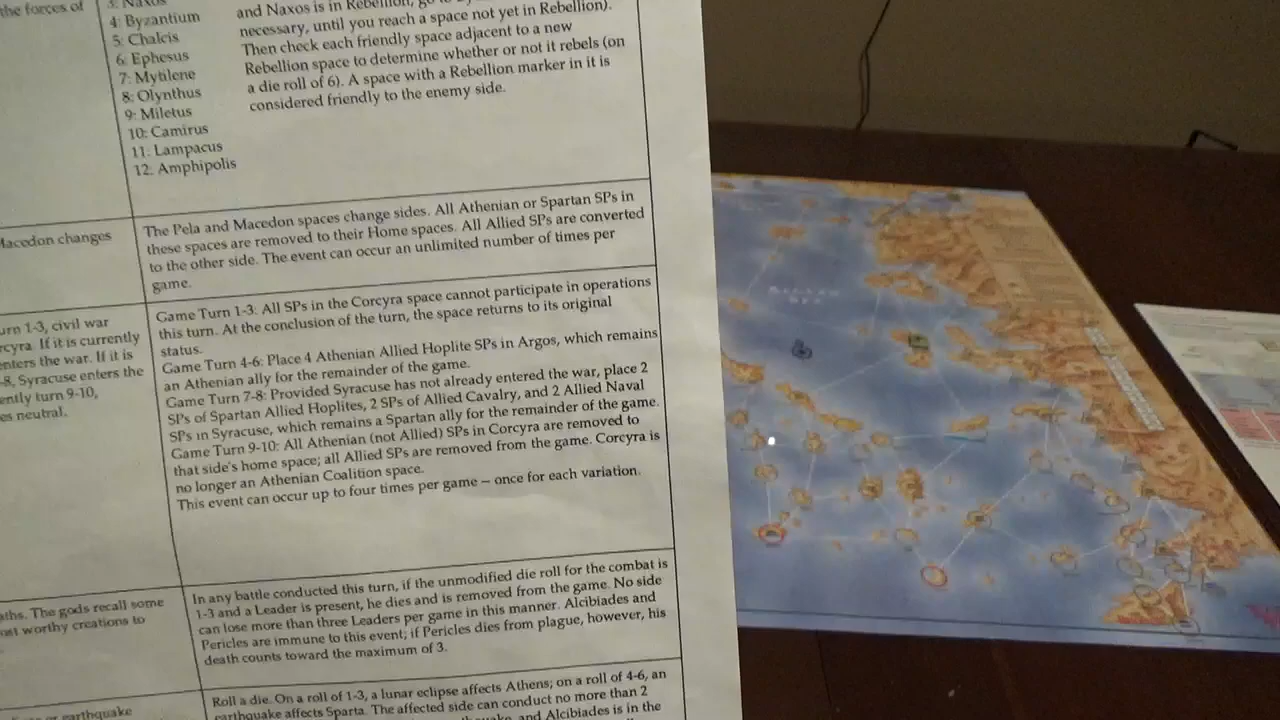 the forces of
3: Naxos
4: Byzantium
5: Chalcis
6: Ephesus
7: Mytilene
8: Olynthus
9: Miletus
10: Camirus
11: Lampacus
12: Amphipolis
and Naxos is in Rebellion, go to
necessary, until you reach a space not yet in Rebellion).
Then check each friendly space adjacent to a new
Rebellion space to determine whether or not it rebels (on
a die roll of 6). A space with a Rebellion marker in it is
considered friendly to the enemy side.
Macedon changes
The Pela and Macedon spaces change sides. All Athenian or Spartan SPs in
these spaces are removed to their Home spaces. All Allied SPs are converted
to the other side. The event can occur an unlimited number of times per
game.
urn 1-3, civil war
rcyra. If it is currently
enters the war. If it is
-8, Syracuse enters the
ently turn 9-10,
es neutral.
Game Turn 1-3: All SPs in the Corcyra space cannot participate in operations
this turn. At the conclusion of the turn, the space returns to its original
status.
Game Turn 4-6: Place 4 Athenian Allied Hoplite SPs in Argos, which remains
an Athenian ally for the remainder of the game.
Game Turn 7-8: Provided Syracuse has not already entered the war, place 2
SPs of Spartan Allied Hoplites, 2 SPs of Allied Cavalry, and 2 Allied Naval
SPs in Syracuse, which remains a Spartan ally for the remainder of the game.
Game Turn 9-10: All Athenian (not Allied) SPs in Corcyra are removed to
that side's home space; all Allied SPs are removed from the game. Corcyra is
no longer an Athenian Coalition space.
This event can occur up to four times per game – once for each variation.
aths. The gods recall some
ost worthy creations to
In any battle conducted this turn, if the unmodified die roll for the combat is
1-3 and a Leader is present, he dies and is removed from the game. No side
can lose more than three Leaders per game in this manner. Alcibiades and
Pericles are immune to this event; if Pericles dies from plague, however, his
death counts toward the maximum of 3.
or earthquake
Roll a die. On a roll of 1-3, a lunar eclipse affects Athens; on a roll of 4-6, an
earthquake affects Sparta. The affected side can conduct no more than 2
and Alcibiades is in the